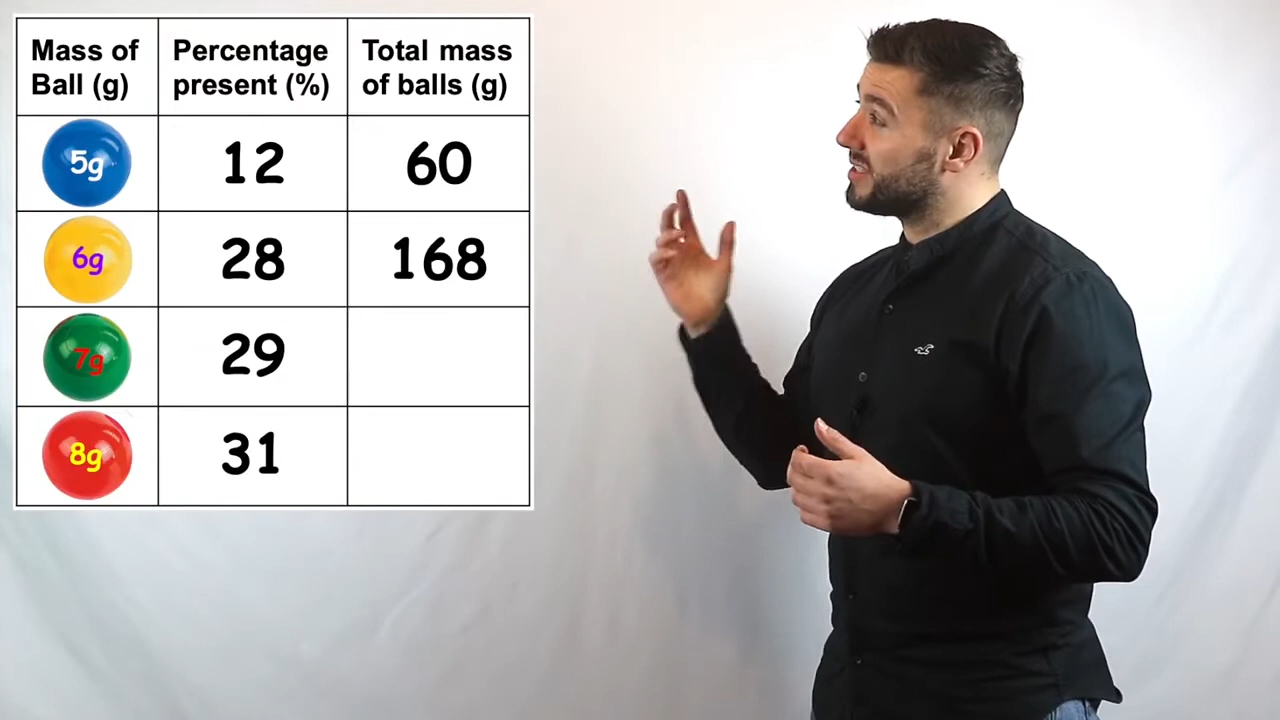 Mass of Ball (g) Percentage present (%) Total mass of balls (g)
5g 12 60
6g 28 168
7g 29
8g 31